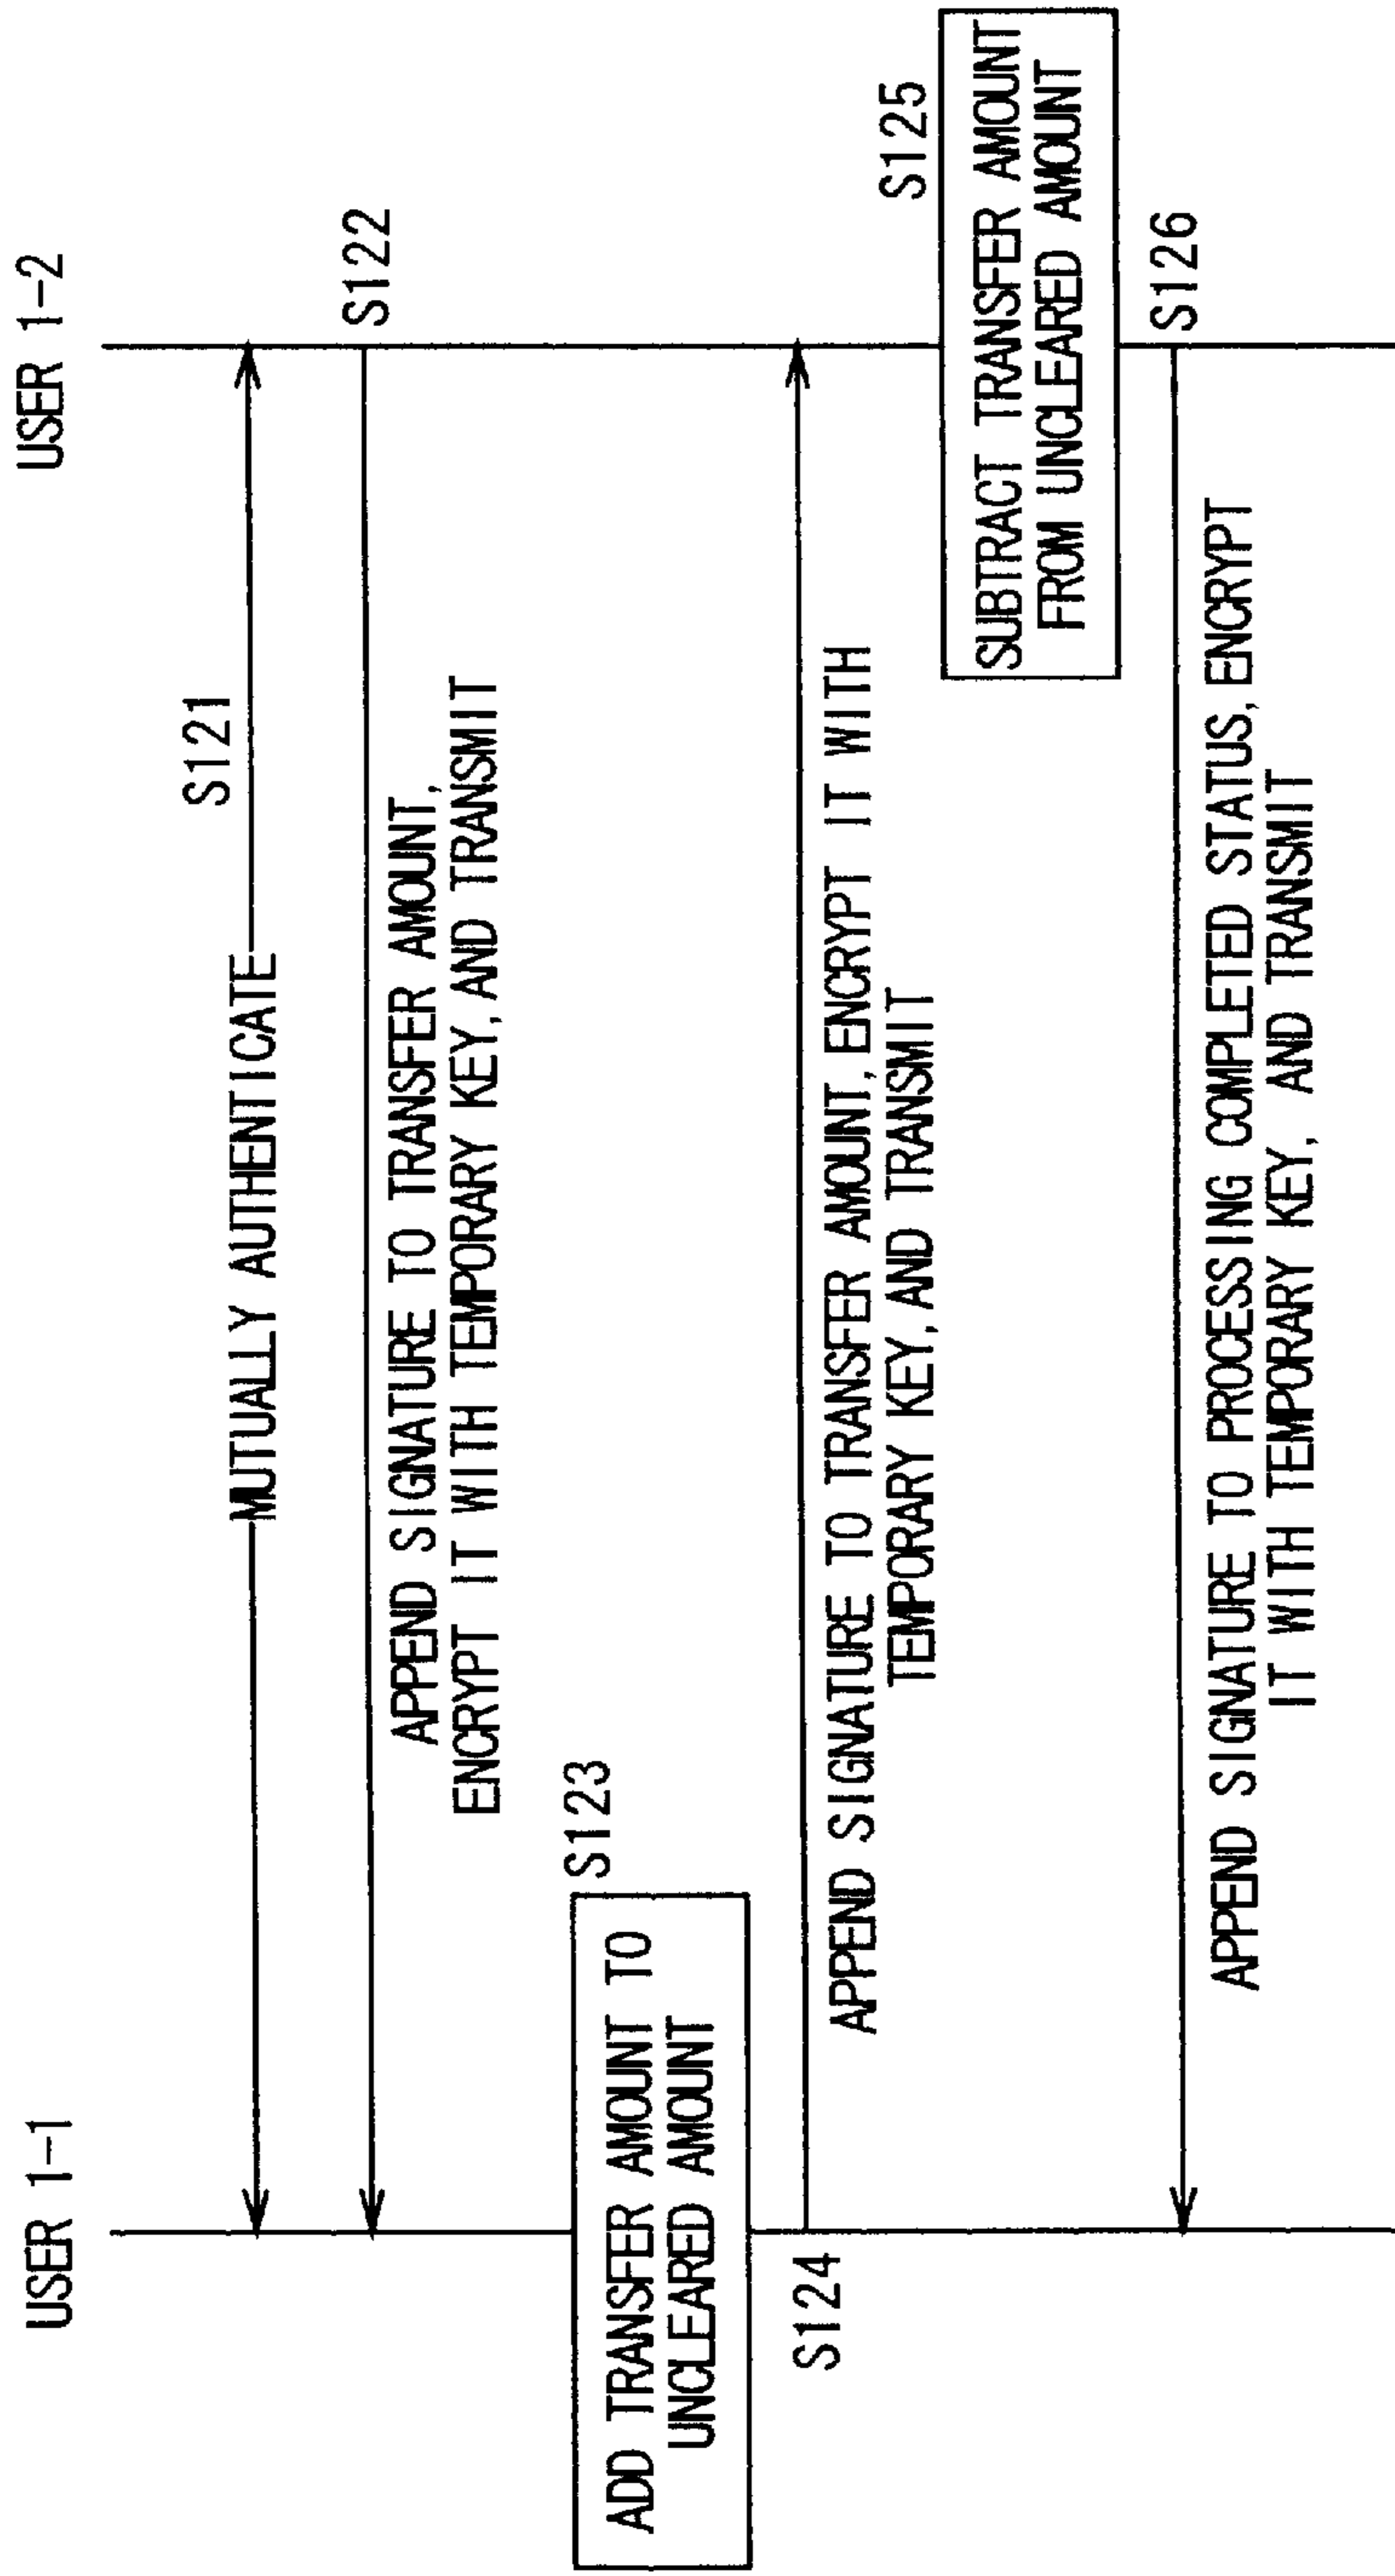 USER 1-1
USER 1-2
S121
MUTUALLY AUTHENTICATE
S122
APPEND SIGNATURE TO TRANSFER AMOUNT,
ENCRYPT IT WITH TEMPORARY KEY, AND TRANSMIT
S123
ADD TRANSFER AMOUNT TO
UNCLEARED AMOUNT
S124
APPEND SIGNATURE TO TRANSFER AMOUNT, ENCRYPT IT WITH
TEMPORARY KEY, AND TRANSMIT
S125
SUBTRACT TRANSFER AMOUNT
FROM UNCLEARED AMOUNT
S126
APPEND SIGNATURE TO PROCESSING COMPLETED STATUS, ENCRYPT
IT WITH TEMPORARY KEY, AND TRANSMIT